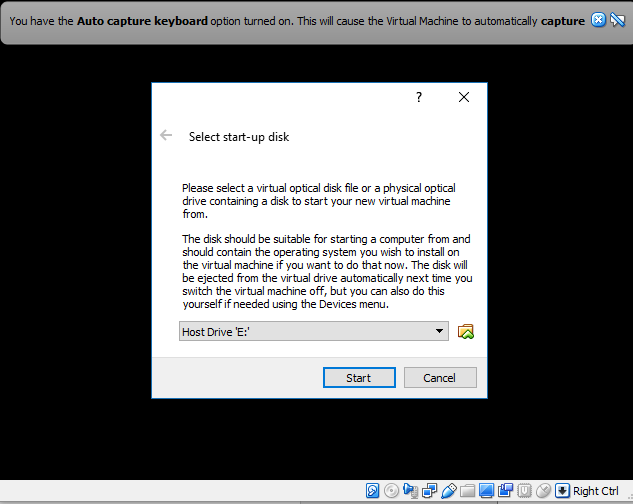 You have the Auto capture keyboard option turned on. This will cause the Virtual Machine to automatically capture
?
Select start-up disk
Please select a virtual optical disk file or a physical optical
drive containing a disk to start your new virtual machine
from.
The disk should be suitable for starting a computer from and
should contain the operating system you wish to install on
the virtual machine if you want to do that now. The disk will
be ejected from the virtual drive automatically next time you
switch the virtual machine off, but you can also do this
yourself if needed using the Devices menu.
Host Drive 'E:'
Start Cancel
Right Ctrl